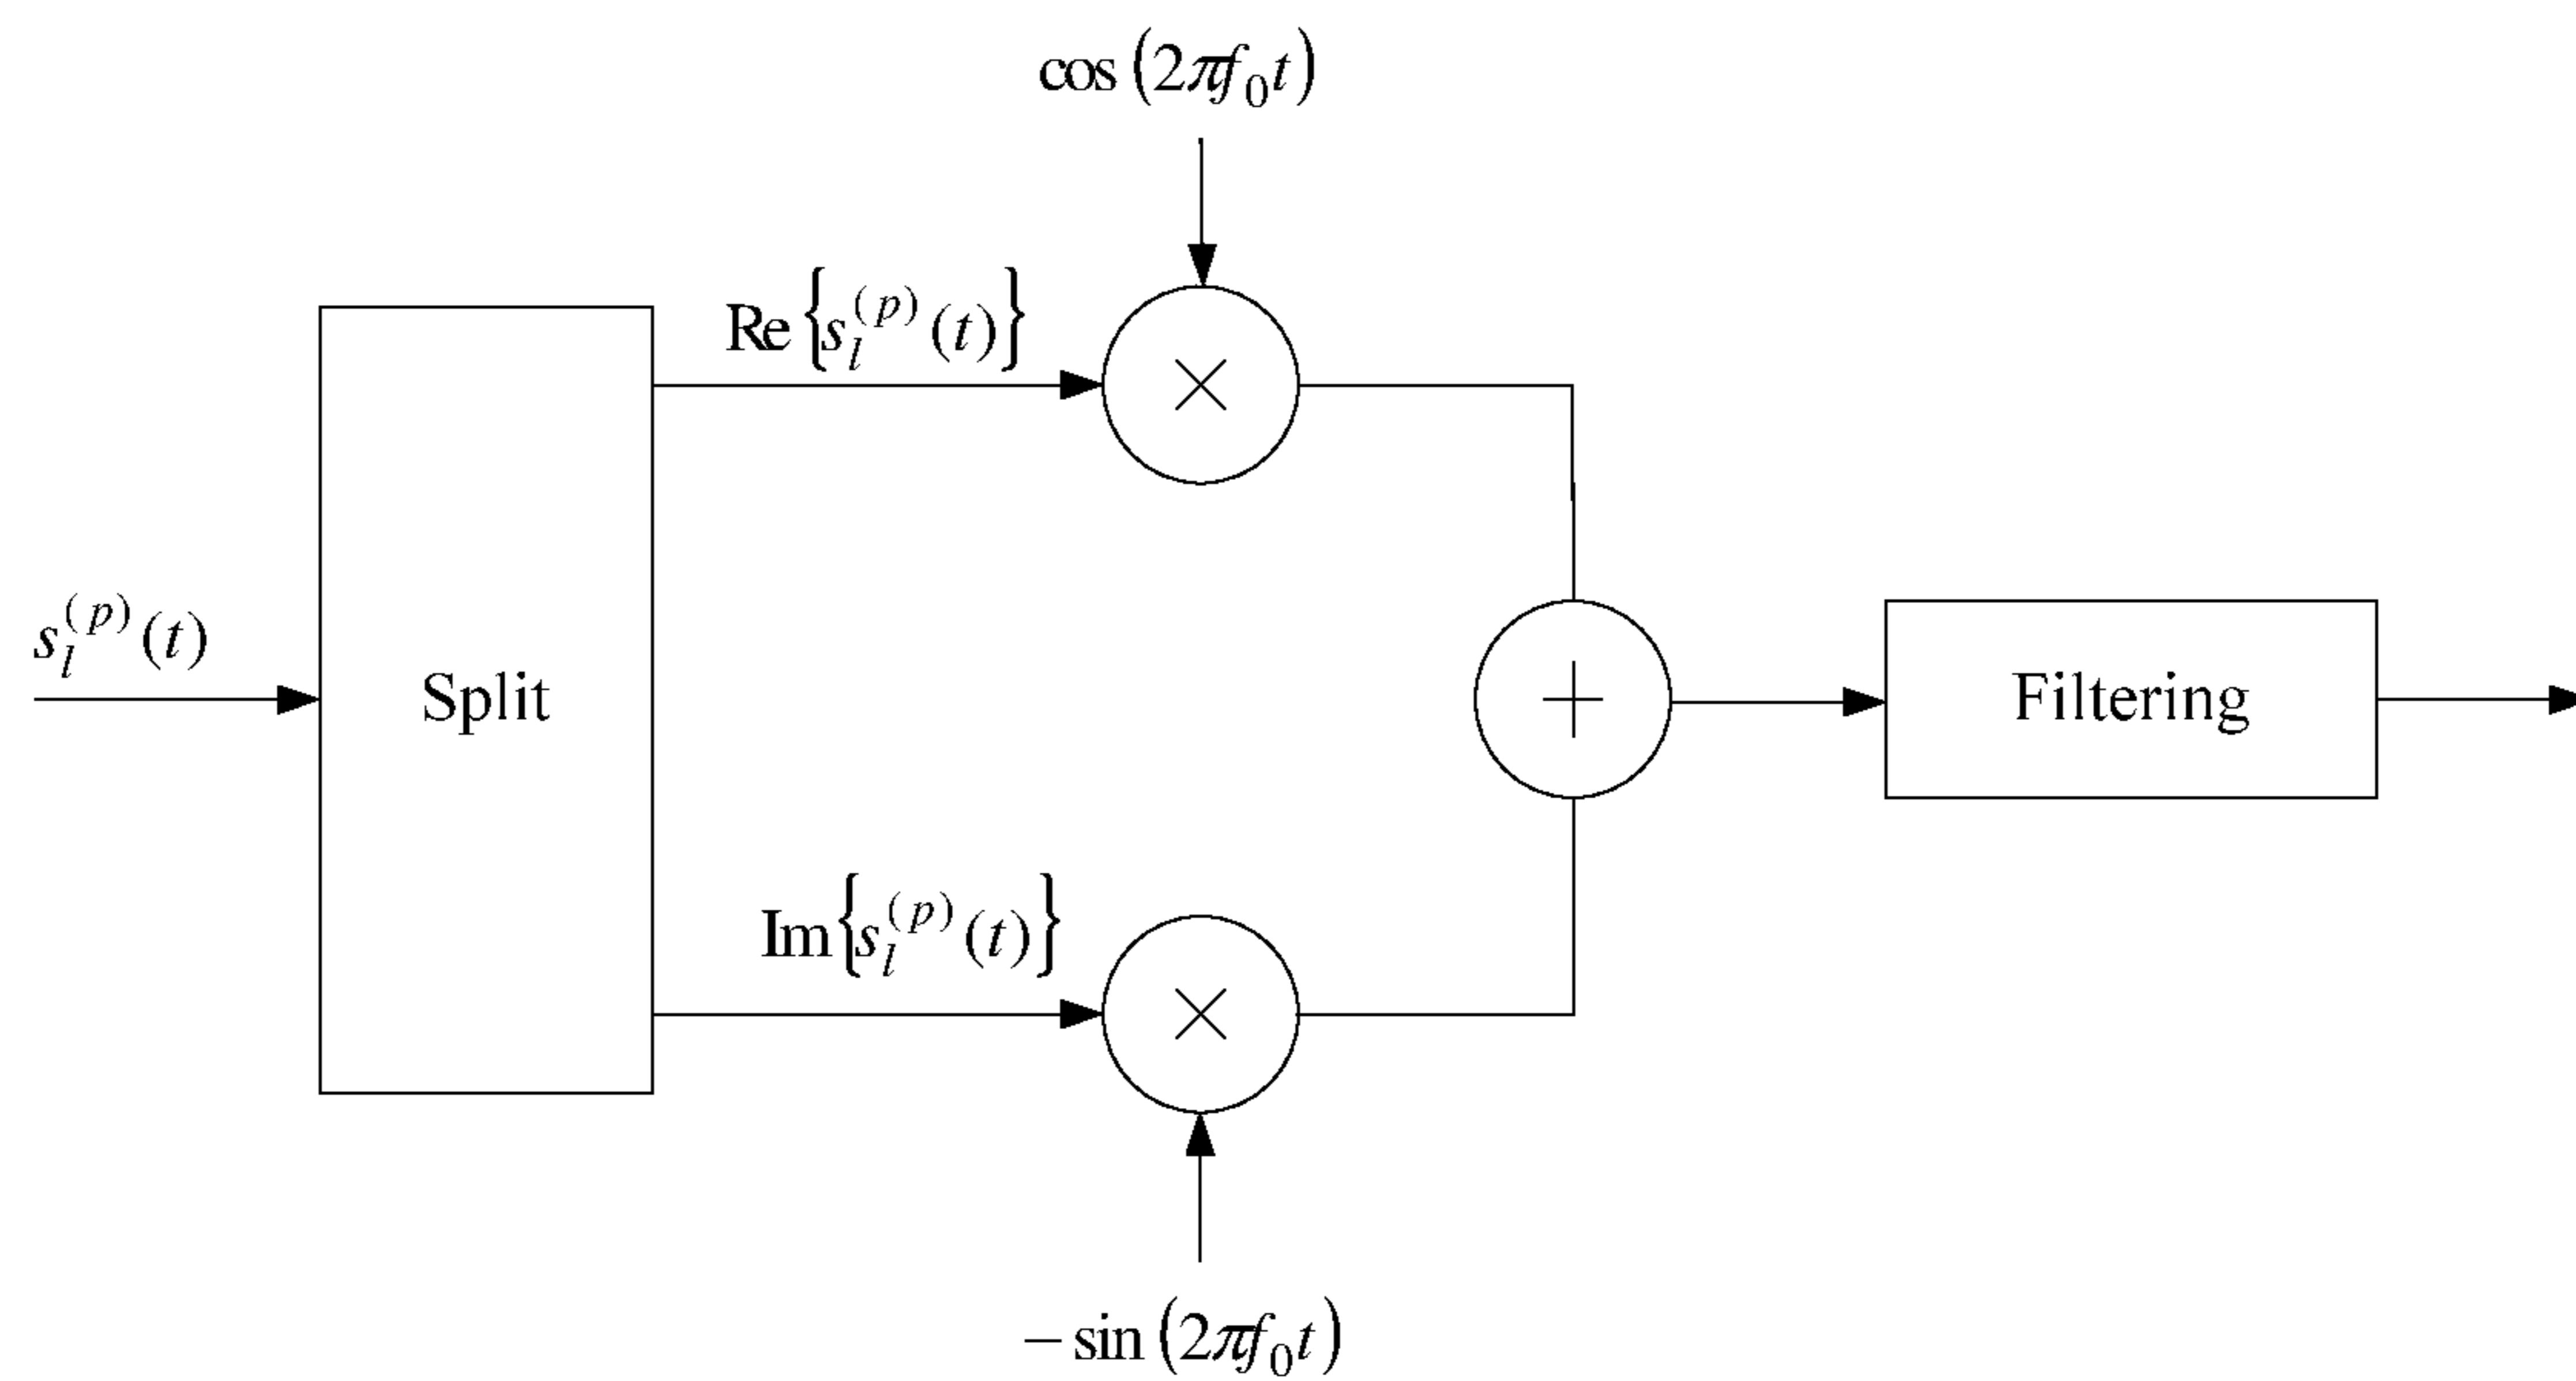 cos (2πf₀t)
Re {s_l^(p) (t)}
×
s_l^(p) (t)
Split
+
Filtering
Im {s_l^(p) (t)}
×
− sin (2πf₀t)